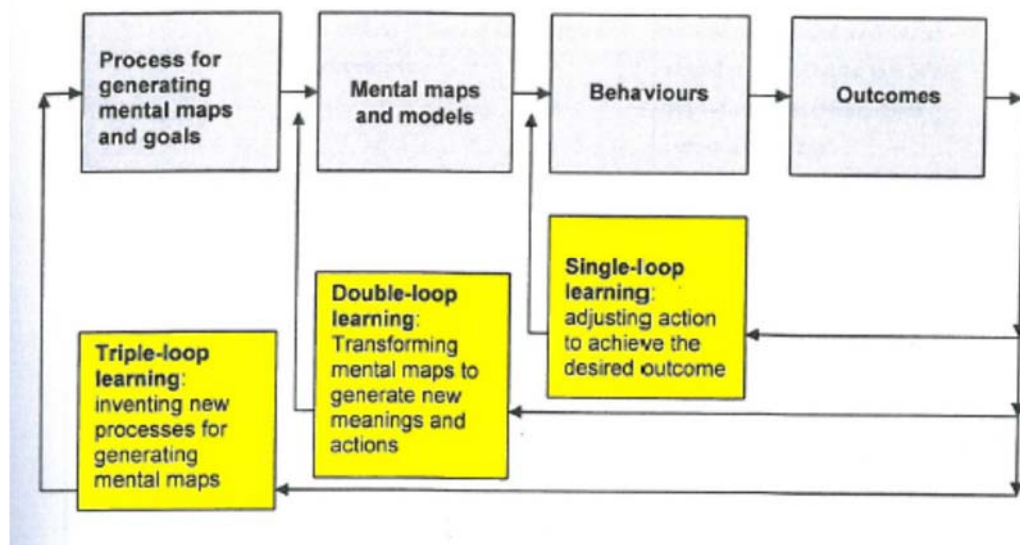 Process for
generating
mental maps
and goals
Mental maps
and models
Behaviours
Outcomes
Single-loop
learning:
adjusting action
to achieve the
desired outcome
Double-loop
learning:
Transforming
mental maps to
generate new
meanings and
actions
Triple-loop
learning:
inventing new
processes for
generating
mental maps